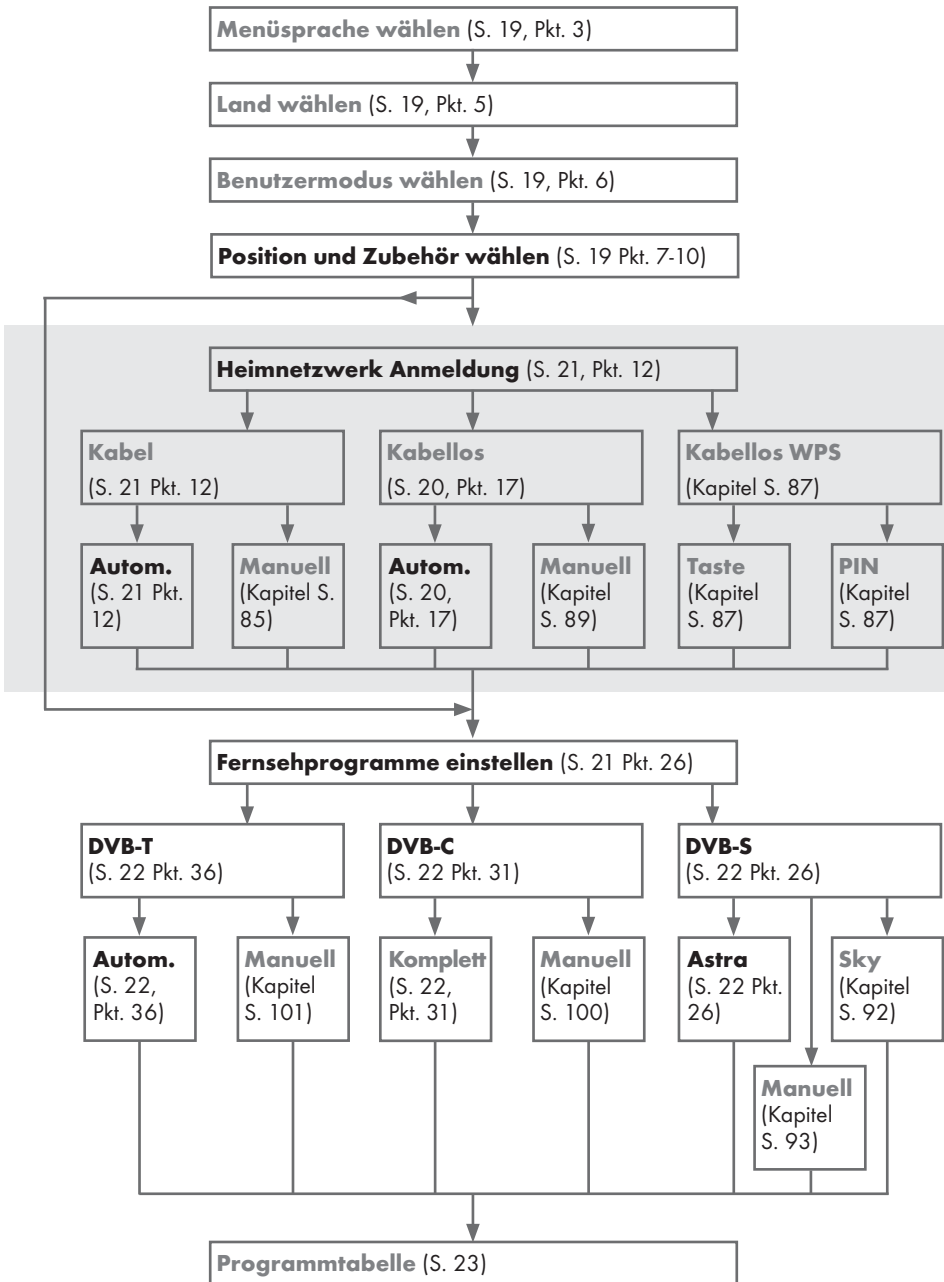 Menüsprache wählen (S. 19, Pkt. 3)
Land wählen (S. 19, Pkt. 5)
Benutzermodus wählen (S. 19, Pkt. 6)
Position und Zubehör wählen (S. 19 Pkt. 7-10)
Heimnetzwerk Anmeldung (S. 21, Pkt. 12)
Kabel
(S. 21 Pkt. 12)
Kabellos
(S. 20, Pkt. 17)
Kabellos WPS
(Kapitel S. 87)
Autom.
(S. 21 Pkt.
12)
Manuell
(Kapitel S.
85)
Autom.
(S. 20,
Pkt. 17)
Manuell
(Kapitel
S. 89)
Taste
(Kapitel
S. 87)
PIN
(Kapitel
S. 87)
Fernsehprogramme einstellen (S. 21 Pkt. 26)
DVB-T
(S. 22 Pkt. 36)
DVB-C
(S. 22 Pkt. 31)
DVB-S
(S. 22 Pkt. 26)
Autom.
(S. 22,
Pkt. 36)
Manuell
(Kapitel
S. 101)
Komplett
(S. 22,
Pkt. 31)
Manuell
(Kapitel
S. 100)
Astra
(S. 22 Pkt.
26)
Sky
(Kapitel
S. 92)
Manuell
(Kapitel
S. 93)
Programmtabelle (S. 23)